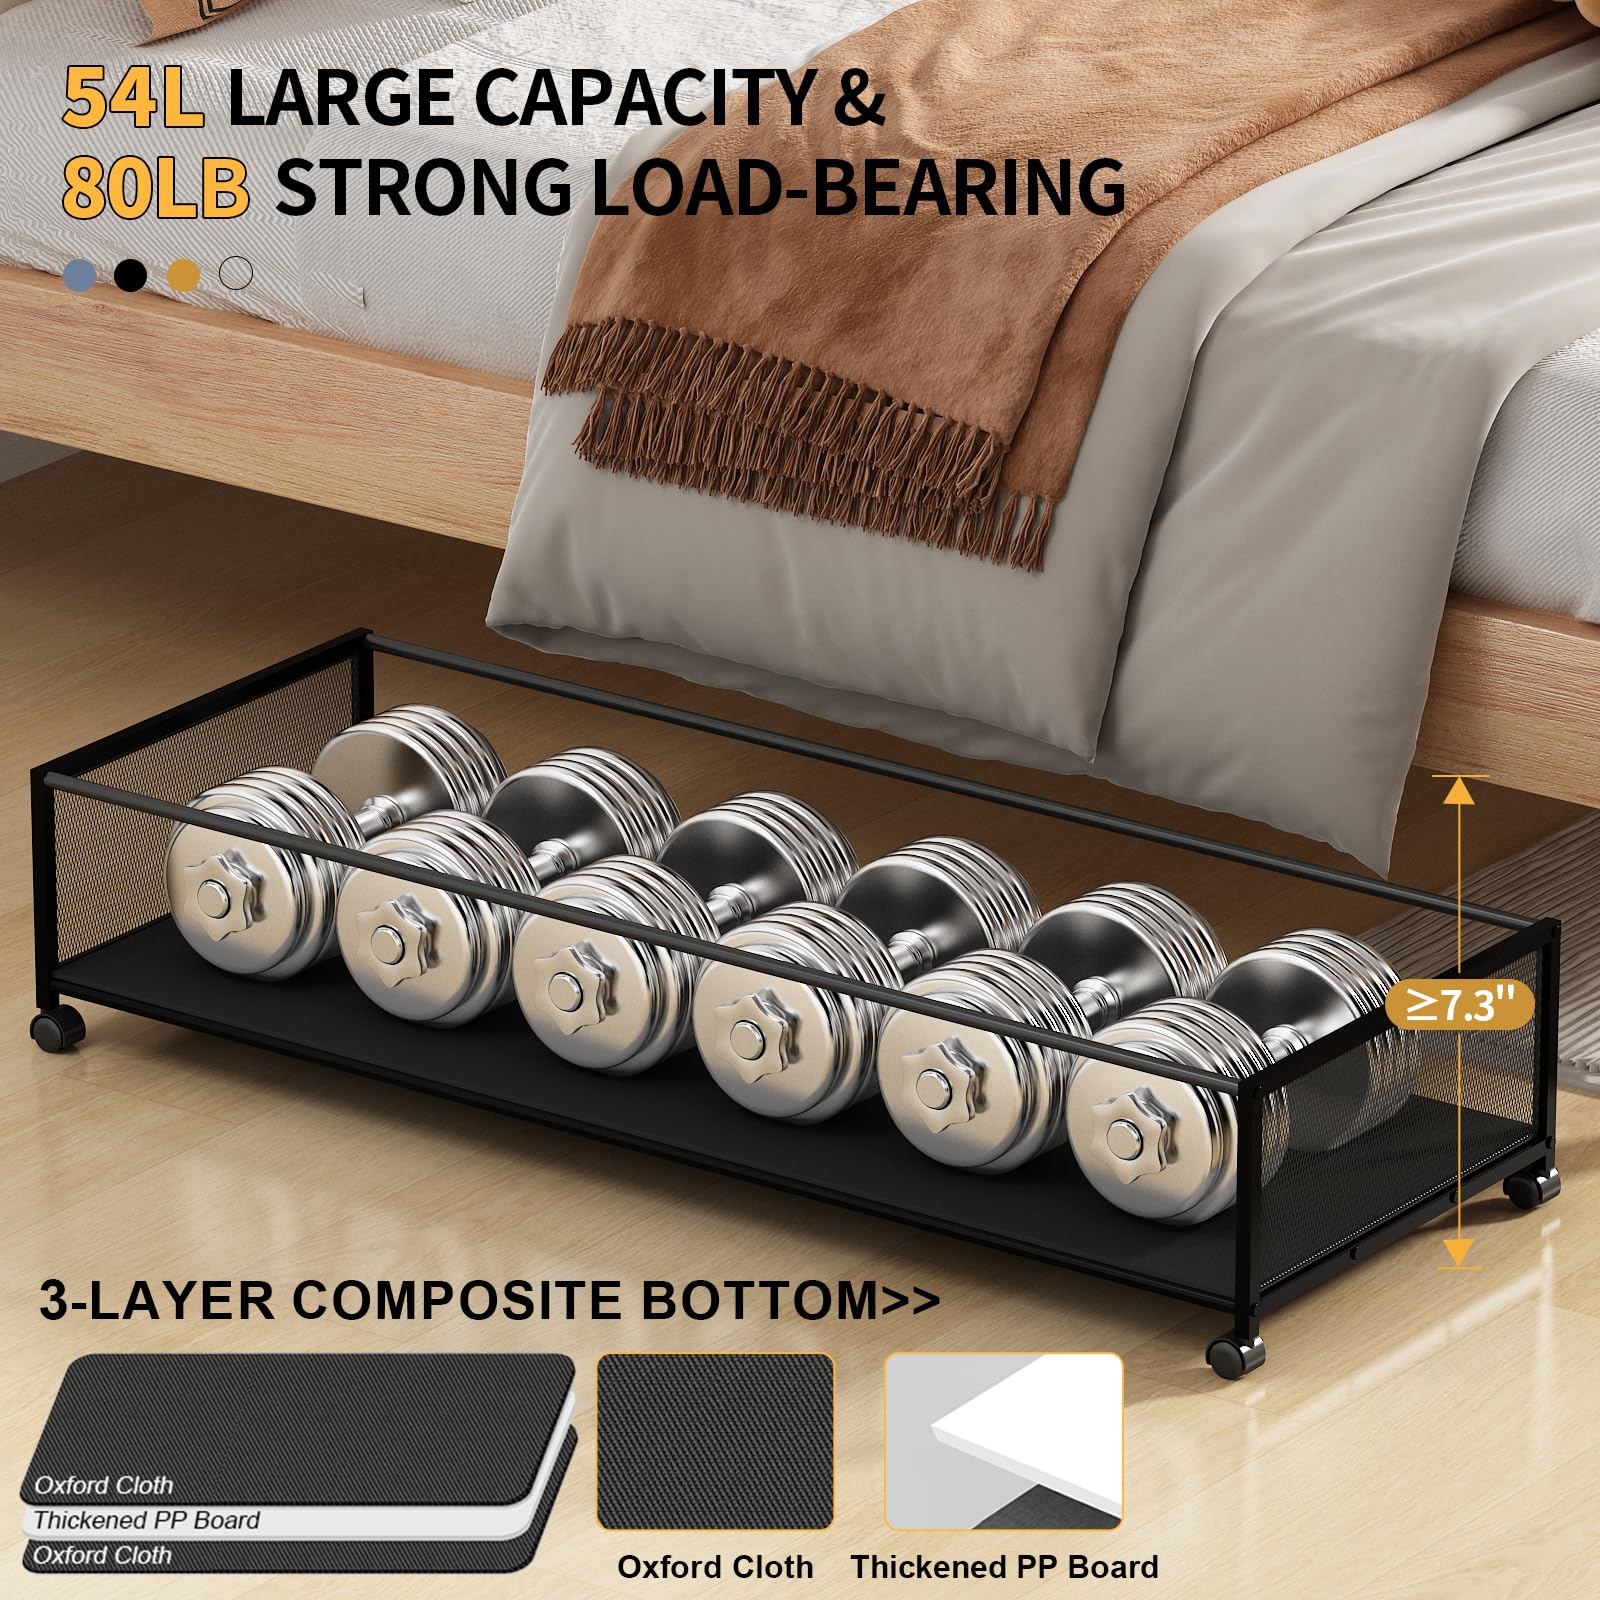 54L LARGE CAPACITY &
80LB STRONG LOAD-BEARING
≥7.3"
3-LAYER COMPOSITE BOTTOM>>
Oxford Cloth
Thickened PP Board
Oxford Cloth
Oxford Cloth
Thickened PP Board